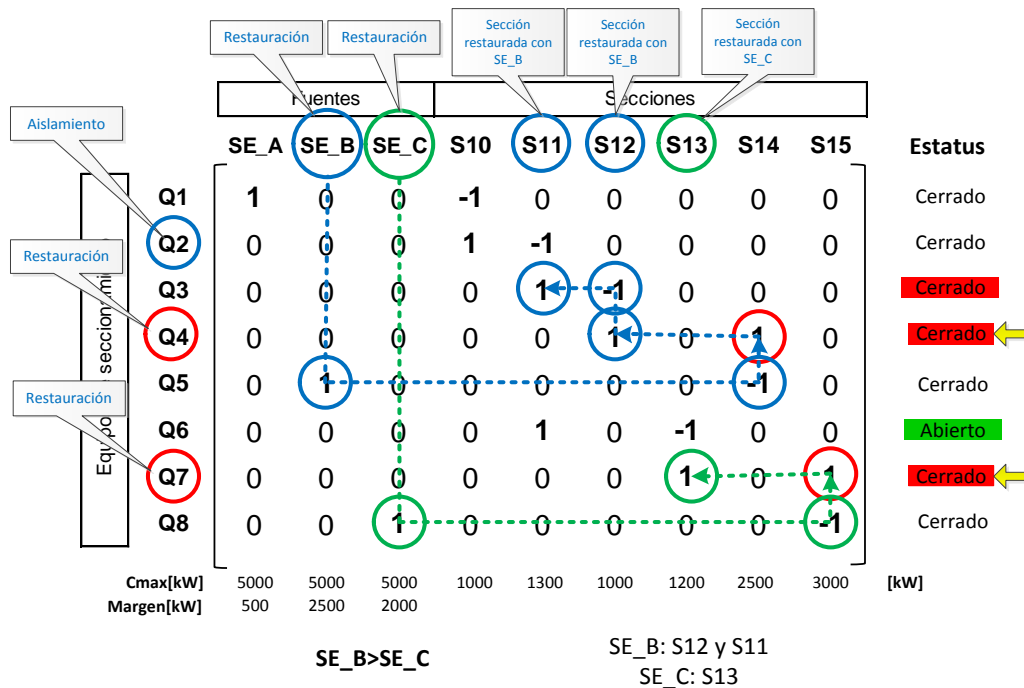 Restauración
Restauración
Sección
restaurada con
SE_B
Sección
restaurada con
SE_B
Sección
restaurada con
SE_C
Fuentes
Secciones
Aislamiento
SE_A SE_B SE_C S10 S11 S12 S13 S14 S15 Estatus
Q1 1 0 0 -1 0 0 0 0 0 Cerrado
Q2 0 0 0 1 -1 0 0 0 0 Cerrado
Restauración
Q3 0 0 0 0 1 -1 0 0 0 Cerrado
Q4 0 0 0 0 0 1 0 1 0 Cerrado
Q5 0 1 0 0 0 0 0 -1 0 Cerrado
Restauración
Q6 0 0 0 0 1 0 -1 0 0 Abierto
Q7 0 0 0 0 0 0 1 0 1 Cerrado
Q8 0 0 1 0 0 0 0 0 -1 Cerrado
Cmax[kW] 5000 5000 5000 1000 1300 1000 1200 2500 3000 [kW]
Margen[kW] 500 2500 2000
SE_B>SE_C
SE_B: S12 y S11
SE_C: S13